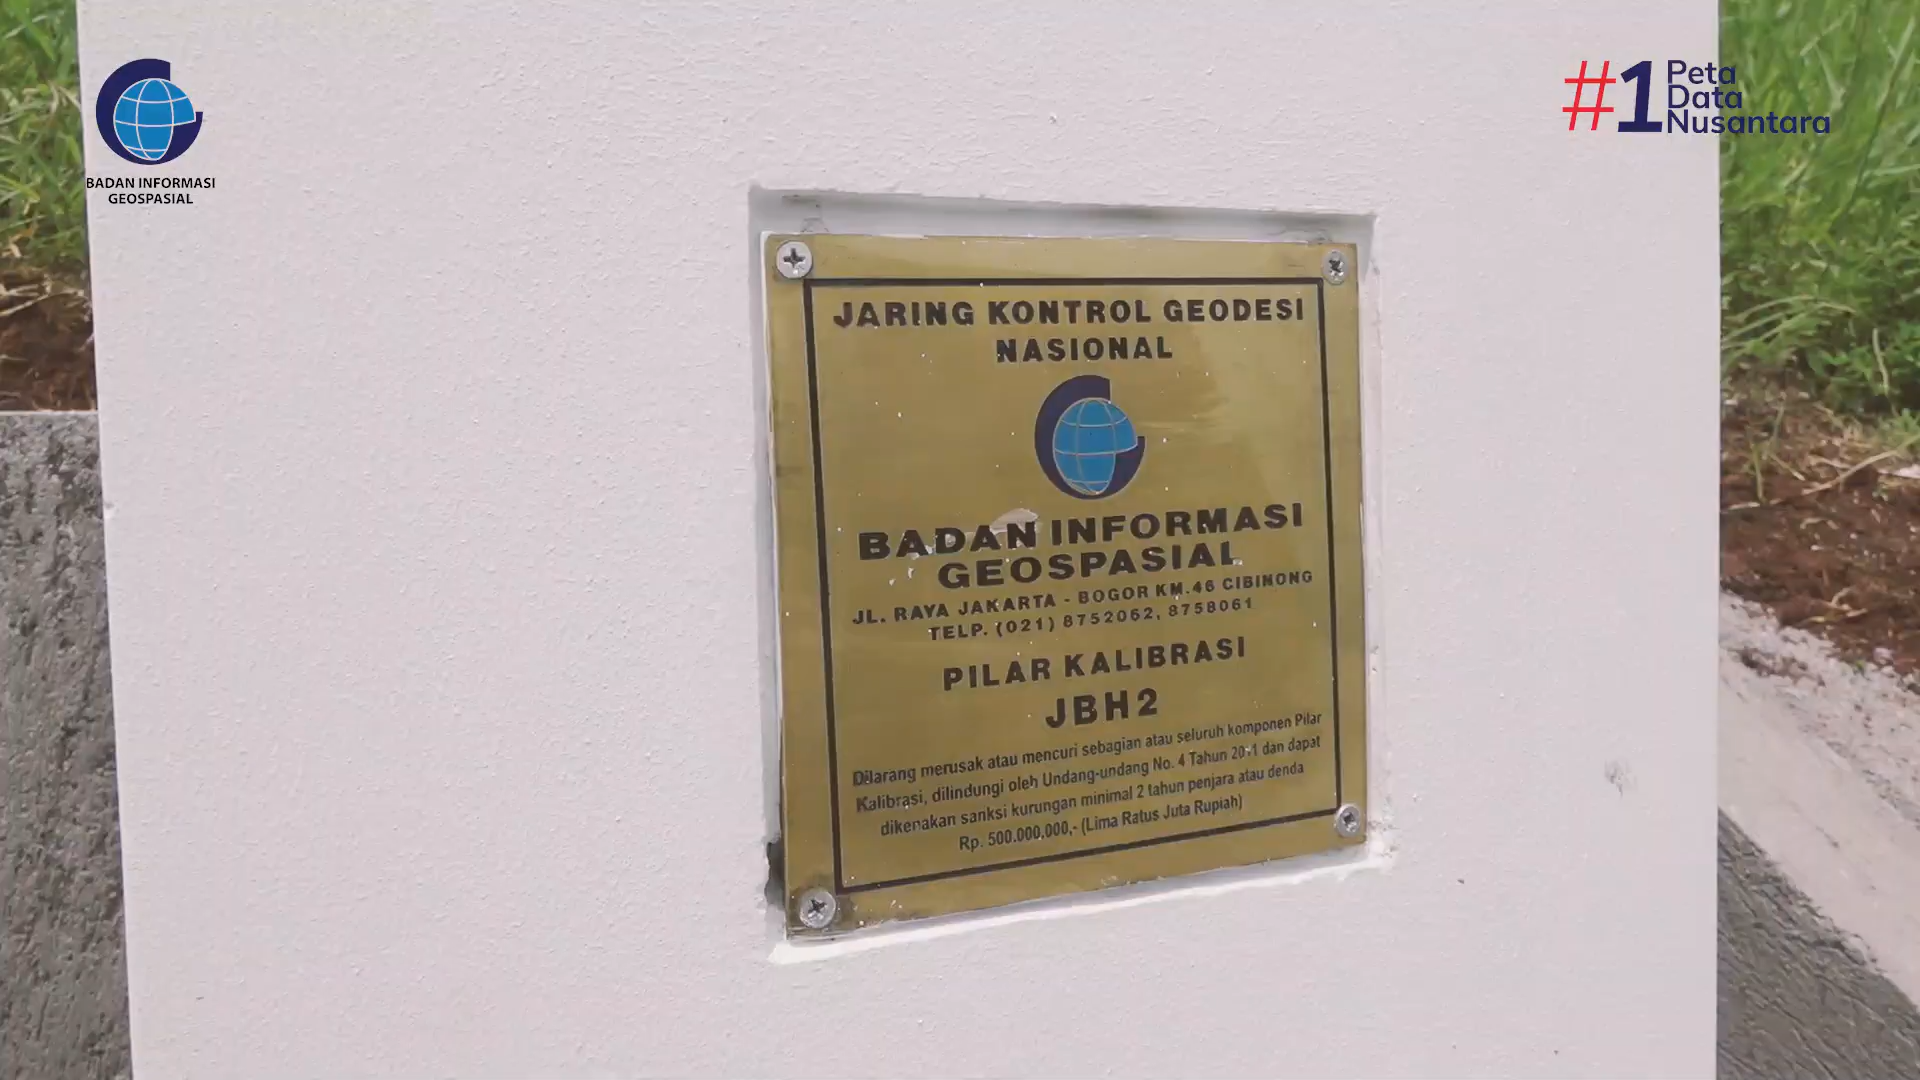 BADAN INFORMASI
GEOSPASIAL
#1 Peta
Data
Nusantara
JARING KONTROL GEODESI
NASIONAL
BADAN INFORMASI
GEOSPASIAL
JL. RAYA JAKARTA - BOGOR KM.46 CIBINONG
TELP. (021) 8752062, 8758061
PILAR KALIBRASI
JBH2
Dilarang merusak atau mencuri sebagian atau seluruh komponen Pilar
Kalibrasi, dilindungi oleh Undang-undang No. 4 Tahun 2011 dan dapat
dikenakan sanksi kurungan minimal 2 tahun penjara atau denda
Rp. 500.000,000,- (Lima Ratus Juta Rupiah)